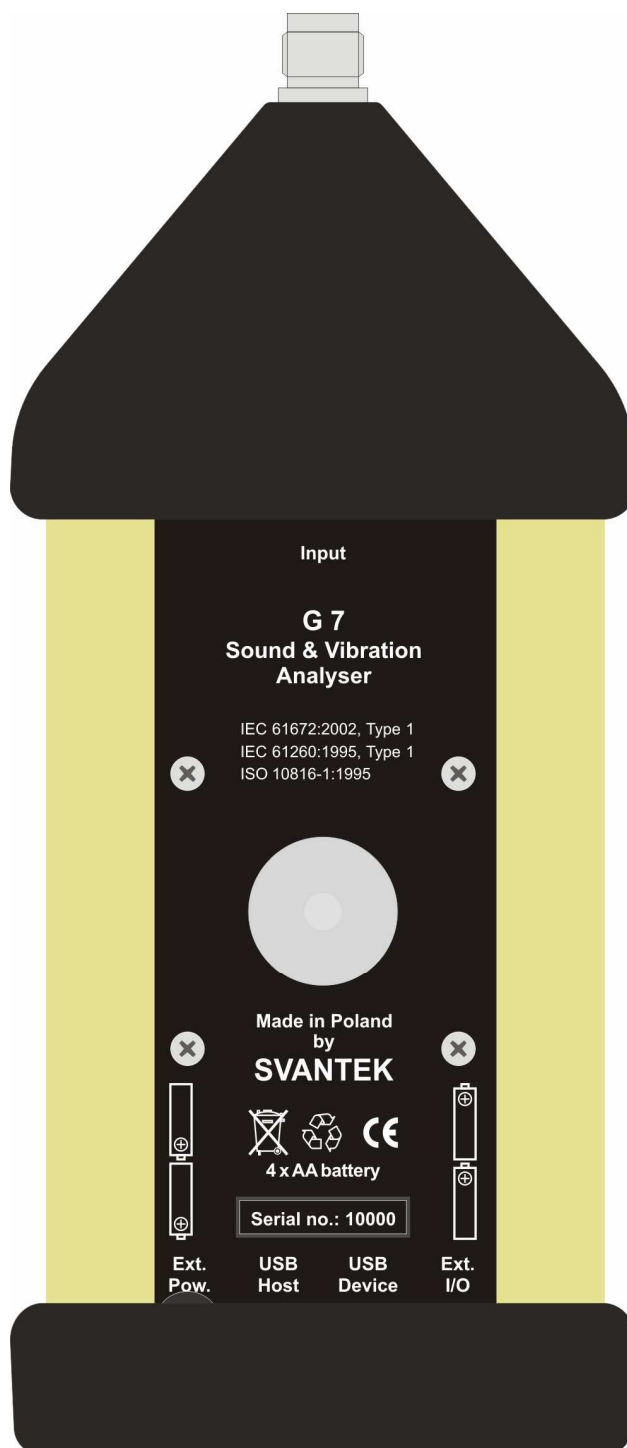 Input
G 7
Sound & Vibration
Analyser
IEC 61672:2002, Type 1
IEC 61260:1995, Type 1
ISO 10816-1:1995
Made in Poland
by
SVANTEK
CE
4 x AA battery
Serial no.: 10000
Ext. USB USB Ext.
Pow. Host Device I/O